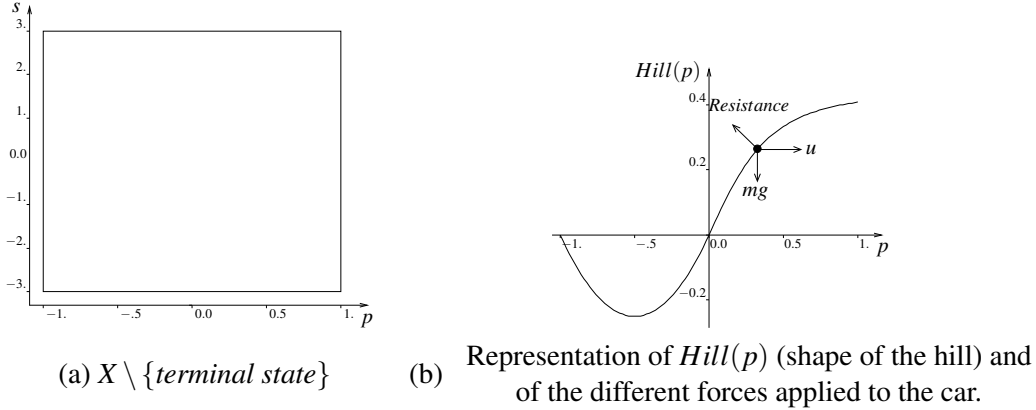 s
3.
2.
1.
0.0
−1.
−2.
−3.
−1. −.5 0.0 0.5 1. p
(a) X \ {terminal state}
Hill(p)
0.4
Resistance
u
0.2
mg
−1. −.5 0.0 0.5 1. p
−0.2
(b) Representation of Hill(p) (shape of the hill) and
of the different forces applied to the car.